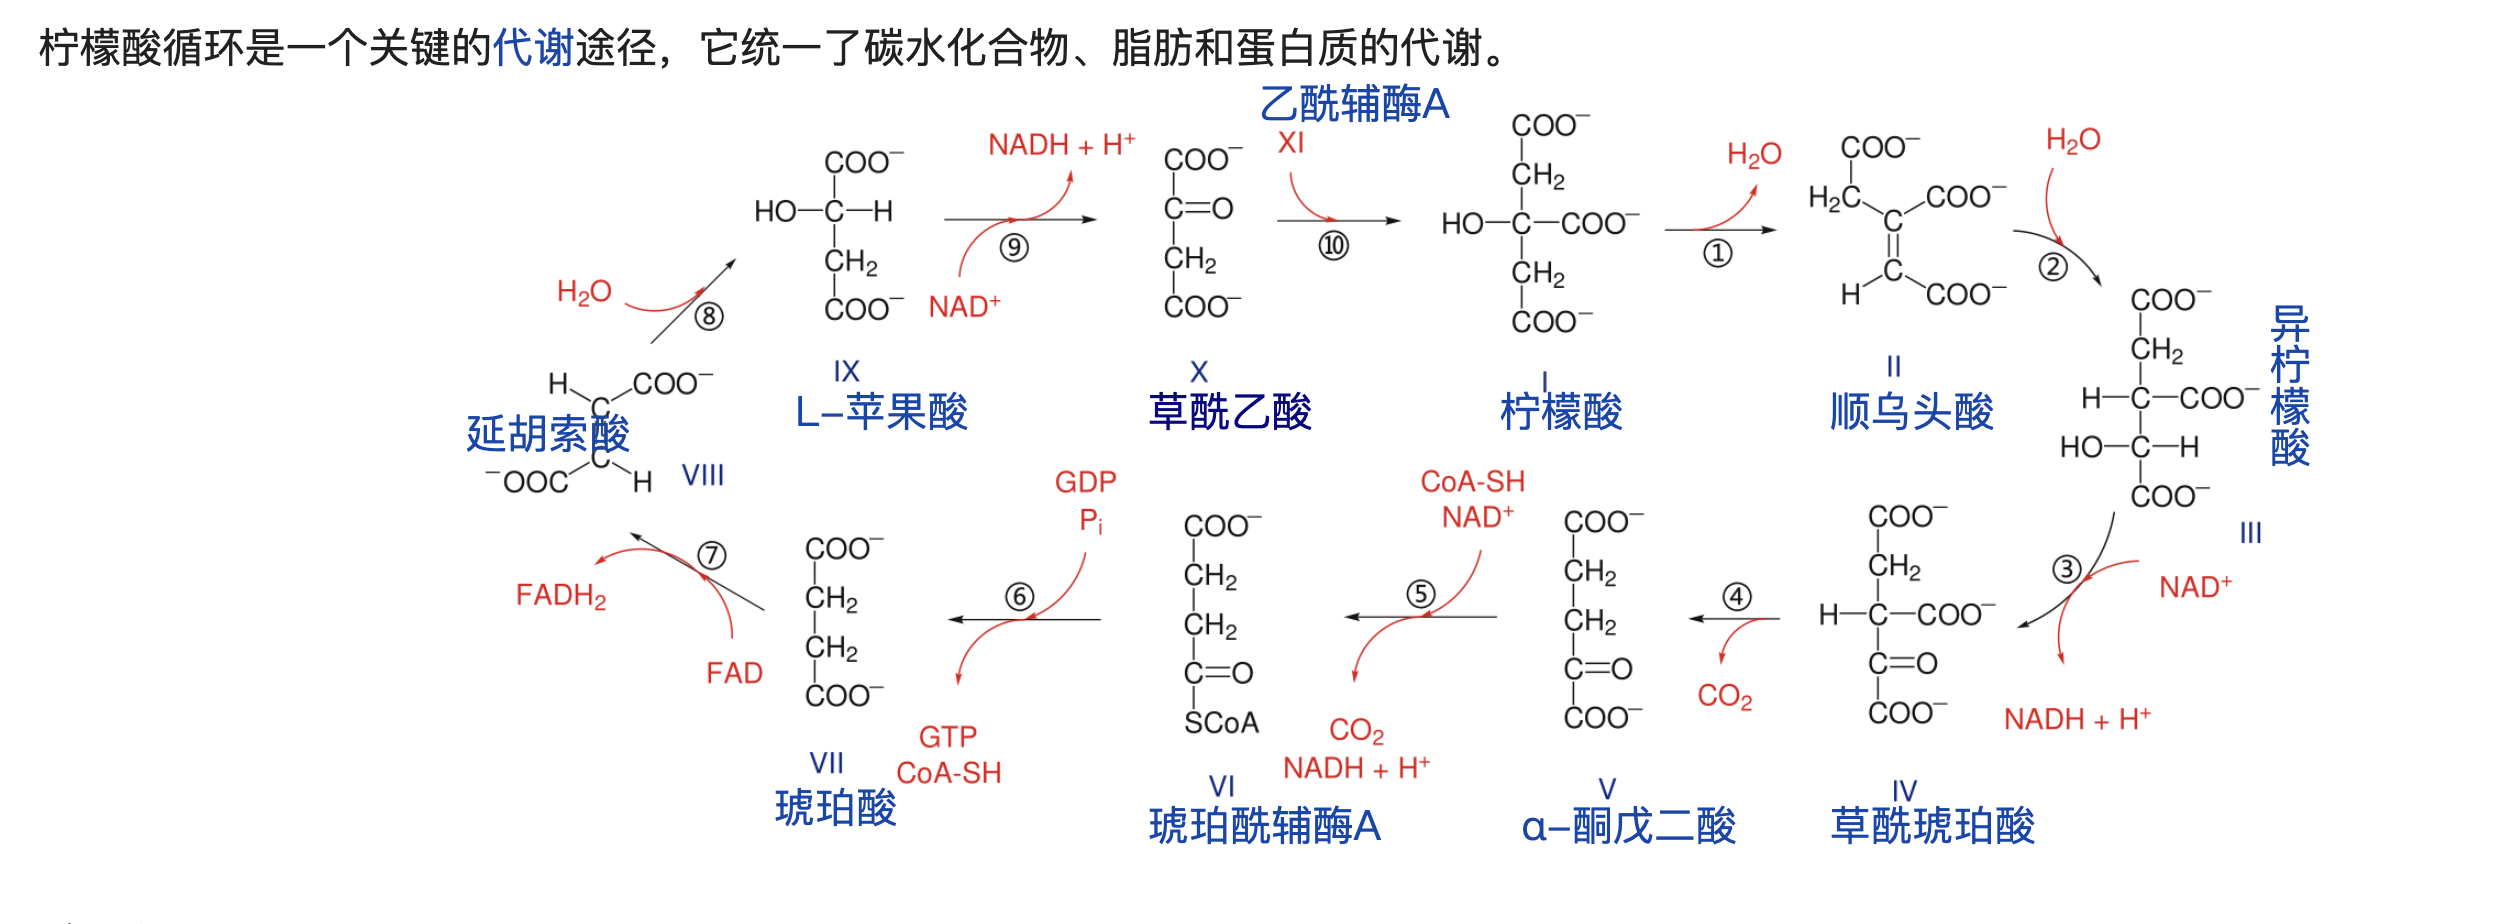 柠檬酸循环是一个关键的代谢途径，它统一了碳水化合物、脂肪和蛋白质的代谢。
乙酰辅酶A
XI
NADH + H⁺
NAD⁺
⑨
⑩
H₂O
①
H₂O
②
H₂O
⑧
COO⁻
HO—C—H
CH₂
COO⁻
IX
L-苹果酸
COO⁻
C=O
CH₂
COO⁻
X
草酰乙酸
COO⁻
CH₂
HO—C—COO⁻
CH₂
COO⁻
I
柠檬酸
COO⁻
H₂C
COO⁻
C
C
H
COO⁻
II
顺乌头酸
COO⁻
CH₂
H—C—COO⁻
HO—C—H
COO⁻
III
异柠檬酸
③
NAD⁺
NADH + H⁺
COO⁻
CH₂
H—C—COO⁻
C=O
COO⁻
IV
草酰琥珀酸
④
CO₂
COO⁻
CH₂
CH₂
C=O
COO⁻
V
α-酮戊二酸
CoA-SH
NAD⁺
⑤
CO₂
NADH + H⁺
COO⁻
CH₂
CH₂
C=O
SCoA
VI
琥珀酰辅酶A
GDP
Pᵢ
⑥
GTP
CoA-SH
COO⁻
CH₂
CH₂
COO⁻
VII
琥珀酸
⑦
FADH₂
FAD
H
COO⁻
C
C
⁻OOC
H
VIII
延胡索酸